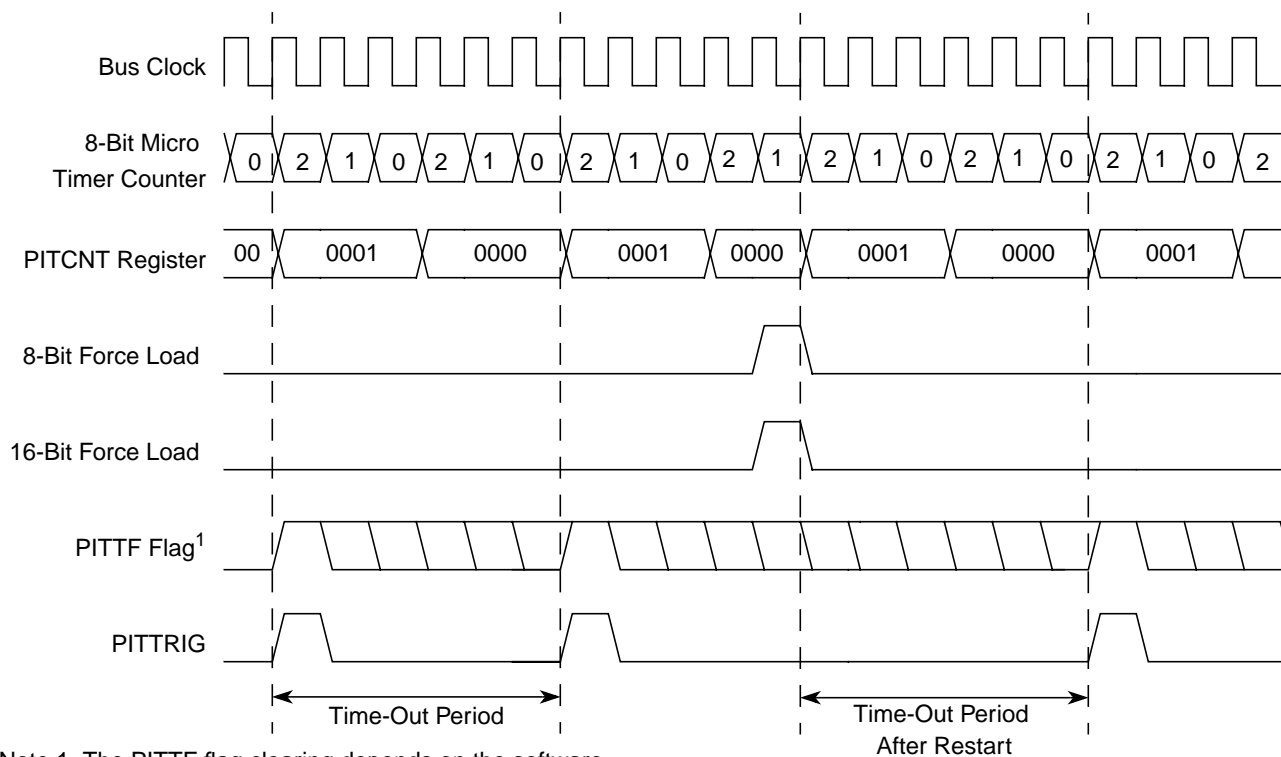 Bus Clock
8-Bit Micro
Timer Counter
0 2 1 0 2 1 0 2 1 0 2 1 2 1 0 2 1 0 2 1 0 2
PITCNT Register
00 0001 0000 0001 0000 0001 0000 0001
8-Bit Force Load
16-Bit Force Load
PITTF Flag1
PITTRIG
Time-Out Period
Time-Out Period
After Restart
Note 1. The PITTF flag clearing depends on the software